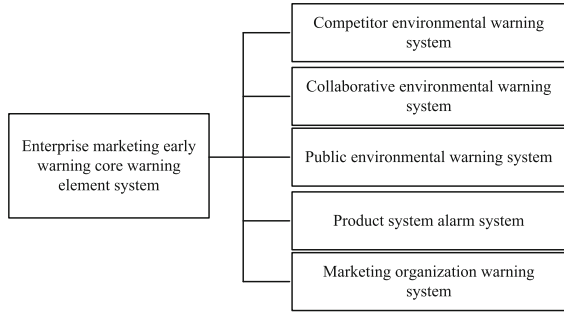 Competitor environmental warning
system
Collaborative environmental warning
system
Enterprise marketing early
warning core warning
element system
Public environmental warning system
Product system alarm system
Marketing organization warning
system